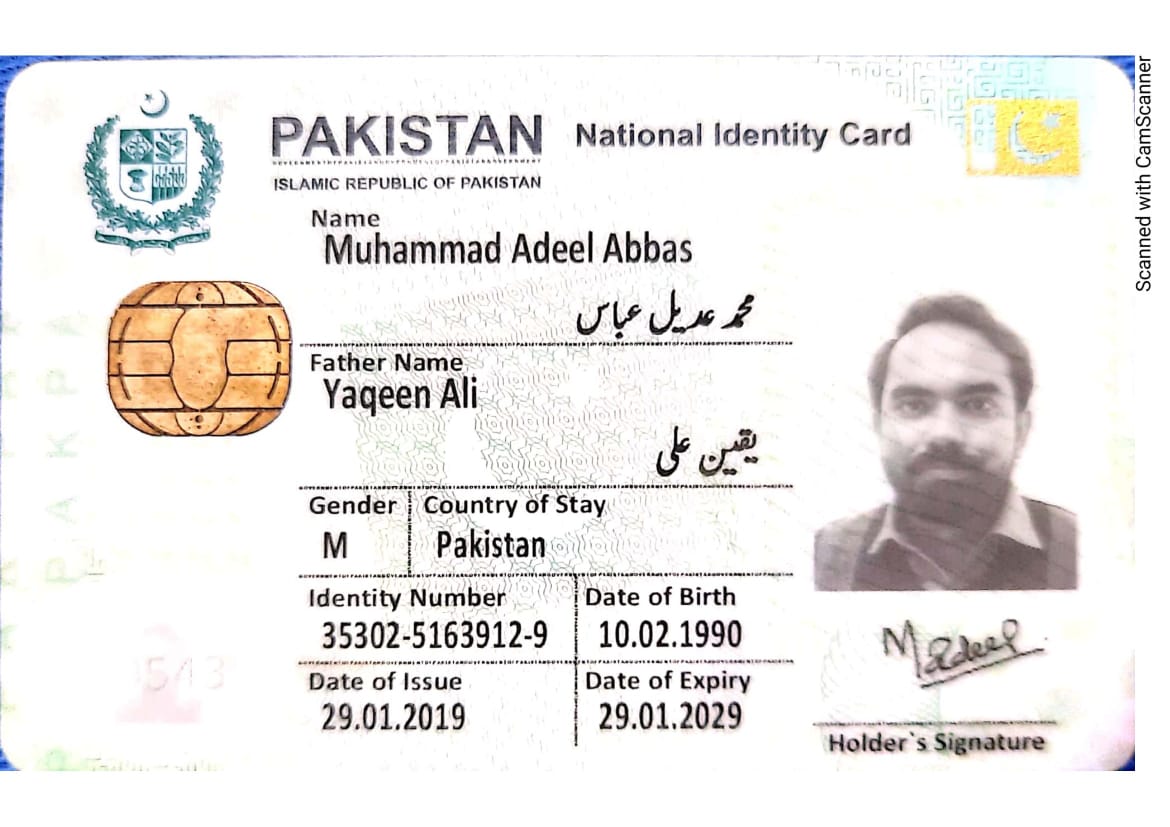 PAKISTAN National Identity Card
ISLAMIC REPUBLIC OF PAKISTAN
Name
Muhammad Adeel Abbas
محمد عدیل عباس
Father Name
Yaqeen Ali
یقین علی
Gender Country of Stay
M Pakistan
Identity Number Date of Birth
35302-5163912-9 10.02.1990
Date of Issue Date of Expiry
29.01.2019 29.01.2029
Madeel
Holder`s Signature
Scanned with CamScanner